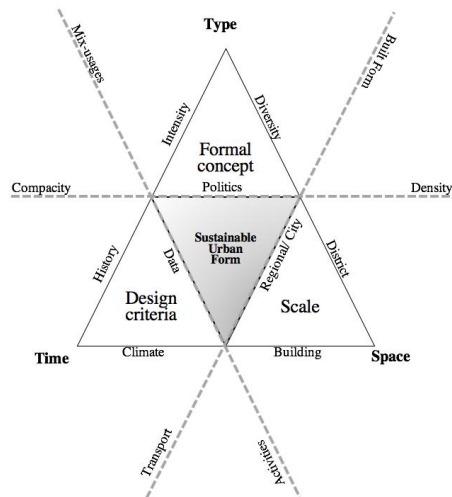 Type
Mix-usages
Built Form
Intensity
Diversity
Formal
concept
Compacity
Politics
Density
History
Data
Sustainable
Urban
Form
Regional/ City
District
Design
criteria
Scale
Time
Climate
Building
Space
Transport
Activities